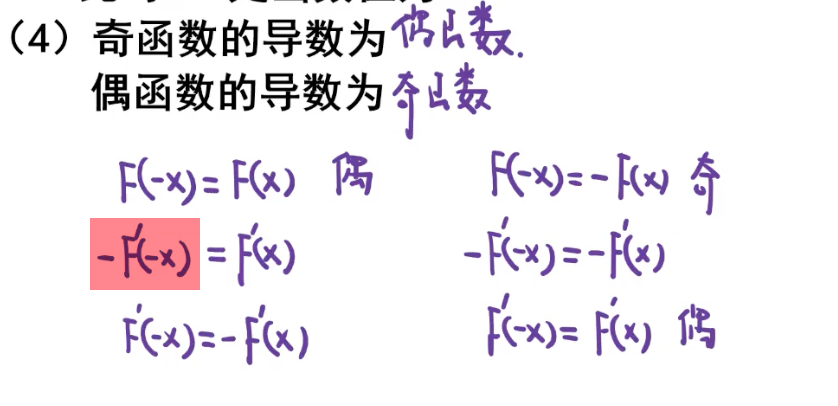 (4) 奇函数的导数为偶函数.
偶函数的导数为奇函数
F(-x)=F(x) 偶 F(-x)=-F(x) 奇
-F'(-x)=F'(x) -F'(-x)=-F'(x)
F'(-x)=-F'(x) F'(-x)=F'(x) 偶